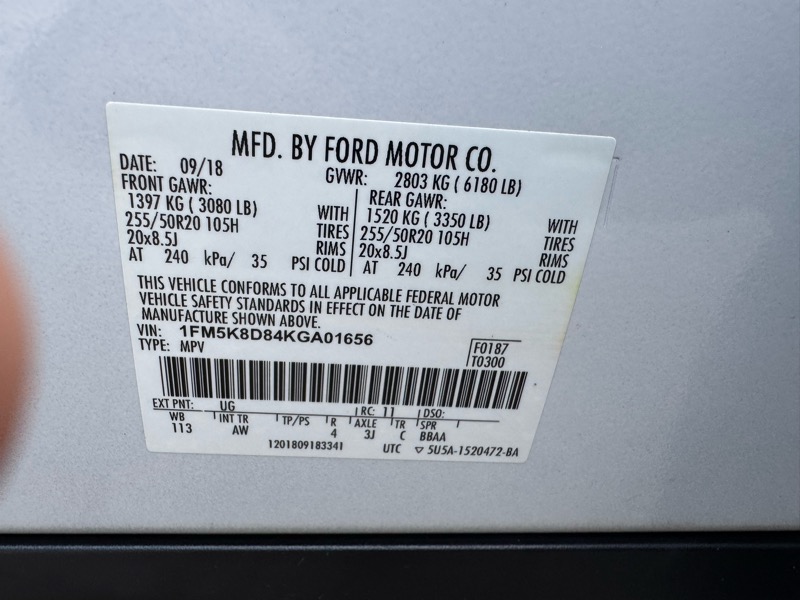 MFD. BY FORD MOTOR CO.
DATE: 09/18 GVWR: 2803 KG ( 6180 LB)
FRONT GAWR: REAR GAWR:
1397 KG ( 3080 LB) WITH 1520 KG ( 3350 LB) WITH
255/50R20 105H TIRES 255/50R20 105H TIRES
20x8.5J RIMS 20x8.5J RIMS
AT 240 kPa/ 35 PSI COLD AT 240 kPa/ 35 PSI COLD
THIS VEHICLE CONFORMS TO ALL APPLICABLE FEDERAL MOTOR
VEHICLE SAFETY STANDARDS IN EFFECT ON THE DATE OF
MANUFACTURE SHOWN ABOVE.
VIN: 1FM5K8D84KGA01656
TYPE: MPV
F0187
T0300
EXT PNT: UG RC: 11 DSO:
WB INT TR TP/PS R AXLE TR SPR
113 AW 4 3J C BBAA
1201809183341 UTC ▽ 5U5A-1520472-BA